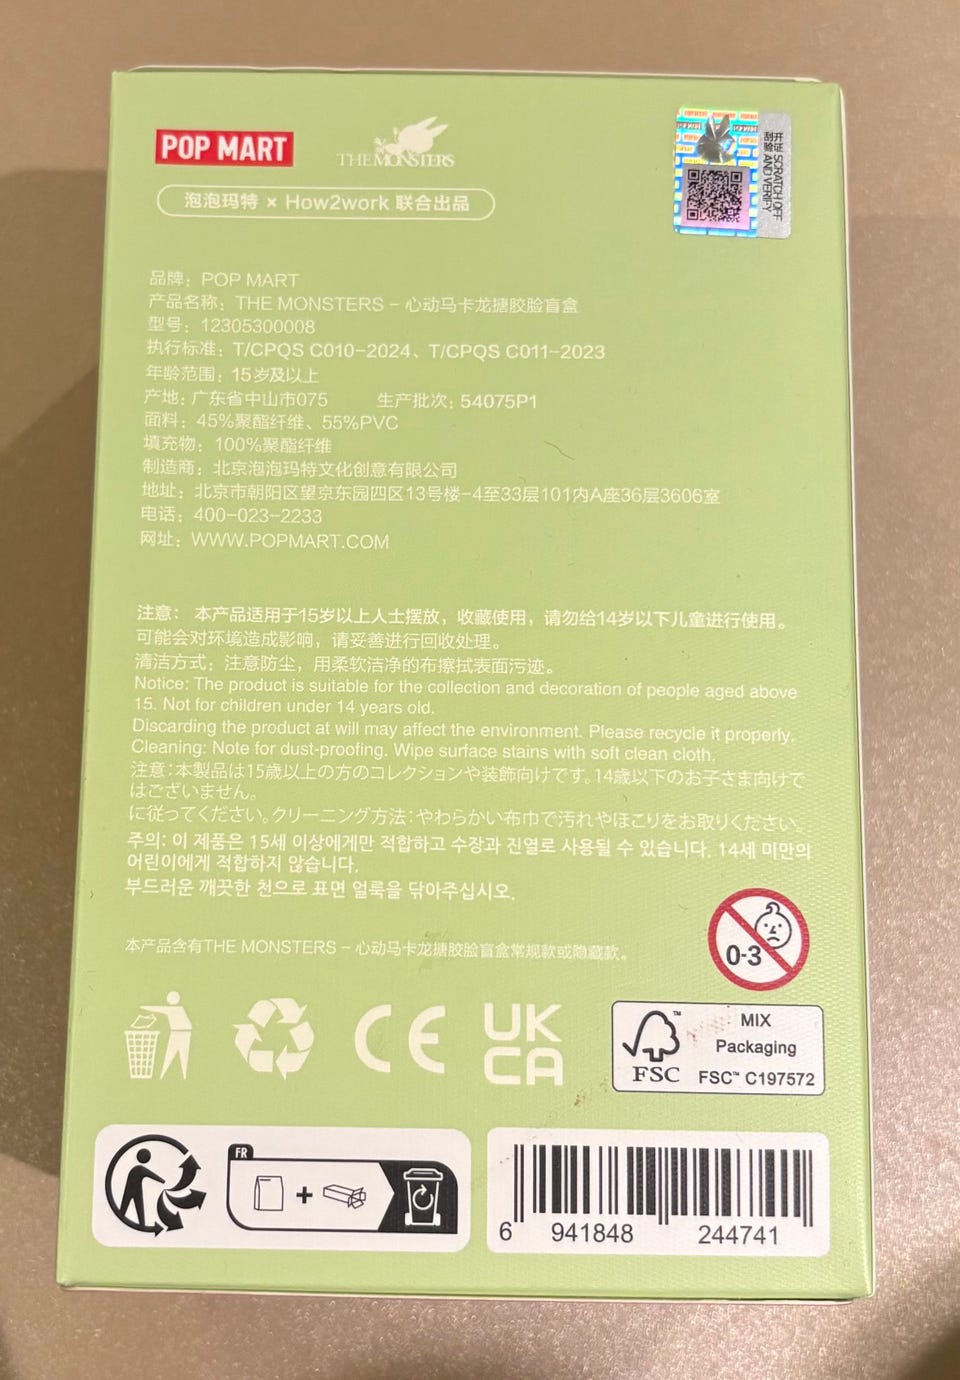 POP MART
THE MONSTERS
泡泡玛特 × How2work 联合出品
开启 SCRATCH OFF
刮除 AND VERIFY
品牌：POP MART
产品名称：THE MONSTERS – 心动马卡龙搪胶脸盲盒
型号：12305300008
执行标准：T/CPQS C010-2024、T/CPQS C011-2023
年龄范围：15岁及以上
产地：广东省中山市075 生产批次：54075P1
面料：45%聚酯纤维、55%PVC
填充物：100%聚酯纤维
制造商：北京泡泡玛特文化创意有限公司
地址：北京市朝阳区望京东园四区13号楼-4至33层101内A座36层3606室
电话：400-023-2233
网址：WWW.POPMART.COM
注意：本产品适用于15岁以上人士摆放，收藏使用，请勿给14岁以下儿童进行使用。
可能会对环境造成影响，请妥善进行回收处理。
清洁方式：注意防尘，用柔软洁净的布擦拭表面污迹。
Notice: The product is suitable for the collection and decoration of people aged above
15. Not for children under 14 years old.
Discarding the product at will may affect the environment. Please recycle it properly.
Cleaning: Note for dust-proofing. Wipe surface stains with soft clean cloth.
注意：本製品は15歳以上の方のコレクションや装飾向けです。14歳以下のお子さま向けで
はございません。
に従ってください。クリーニング方法：やわらかい布巾で汚れやほこりをお取りください。
주의: 이 제품은 15세 이상에게만 적합하고 수장과 진열로 사용될 수 있습니다. 14세 미만의
어린이에게 적합하지 않습니다.
부드러운 깨끗한 천으로 표면 얼룩을 닦아주십시오.
本产品含有THE MONSTERS – 心动马卡龙搪胶脸盲盒常规款或隐藏款。
0-3
CE
UK
CA
FSC™
MIX
Packaging
FSC™ C197572
FR
+
6 941848 244741